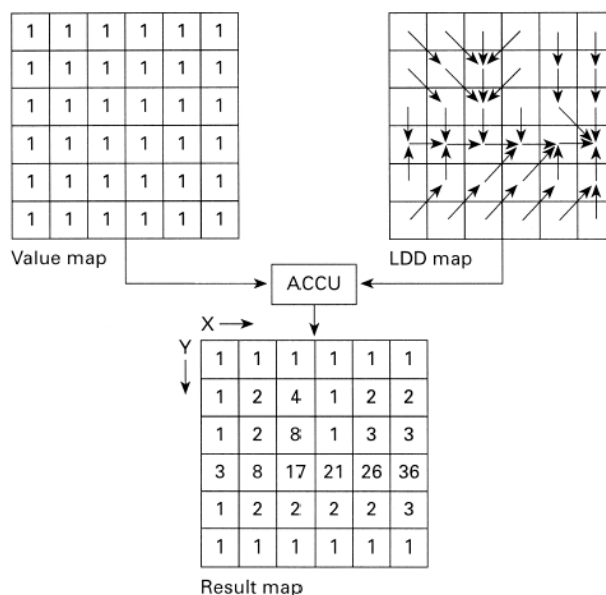 1 1 1 1 1 1
1 1 1 1 1 1
1 1 1 1 1 1
1 1 1 1 1 1
1 1 1 1 1 1
1 1 1 1 1 1
Value map
LDD map
ACCU
X
Y
1 1 1 1 1 1
1 2 4 1 2 2
1 2 8 1 3 3
3 8 17 21 26 36
1 2 2 2 2 3
1 1 1 1 1 1
Result map